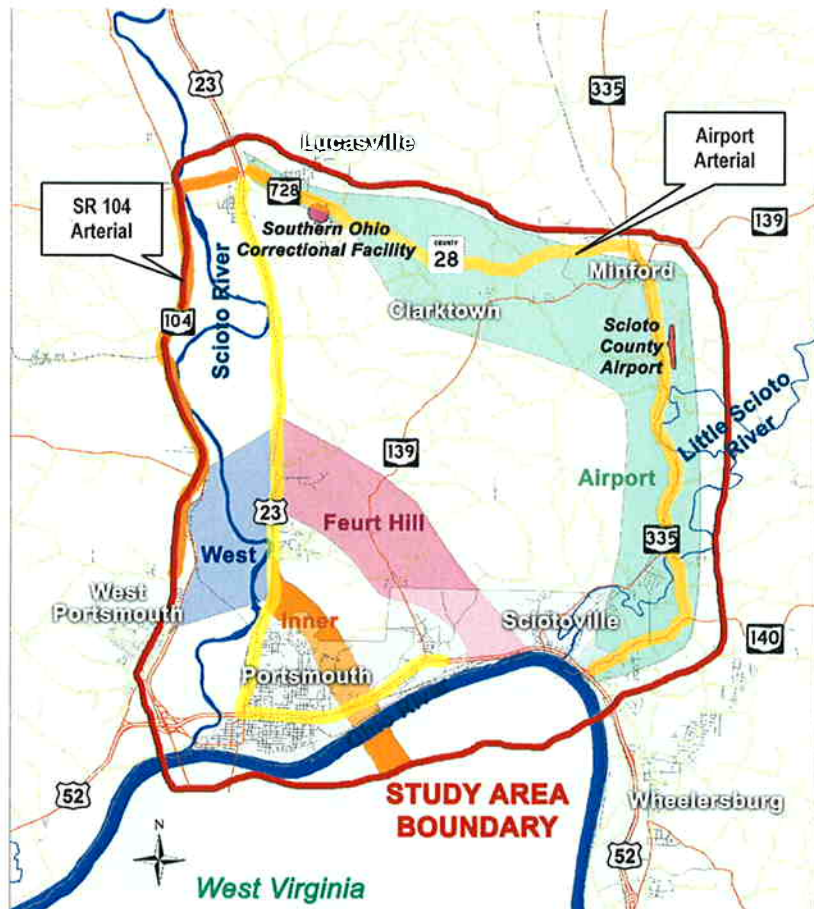 23
335
Lucasville
Airport
Arterial
728
SR 104
Arterial
139
Southern Ohio
Correctional Facility
COUNTY
28
Minford
Scioto River
Clarktown
104
Scioto
County
Airport
Little Scioto
River
139
Airport
23
Feurt Hill
West
335
West
Portsmouth
Inner
Sciotoville
140
Portsmouth
52
STUDY AREA
BOUNDARY
Wheelersburg
N
52
West Virginia